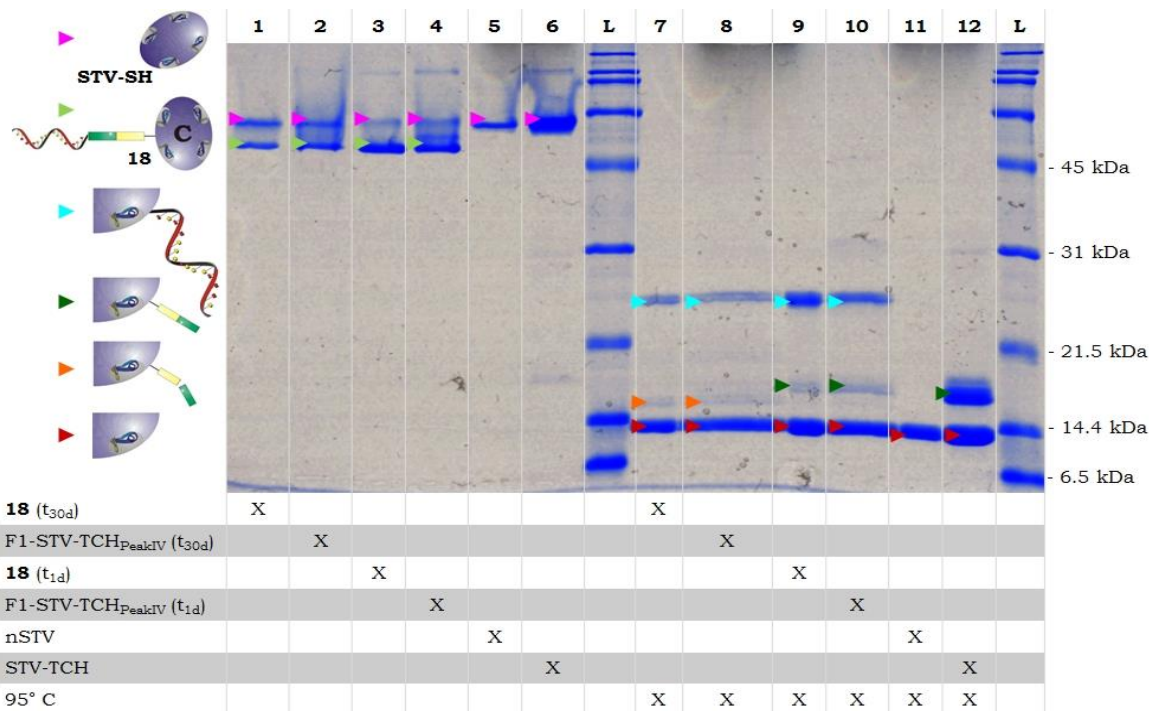 1 2 3 4 5 6 L 7 8 9 10 11 12 L
STV-SH
C
18
- 45 kDa
- 31 kDa
- 21.5 kDa
- 14.4 kDa
- 6.5 kDa
18 (t30d) X X
F1-STV-TCHPeakIV (t30d) X X
18 (t1d) X X
F1-STV-TCHPeakIV (t1d) X X
nSTV X X
STV-TCH X X
95° C X X X X X X